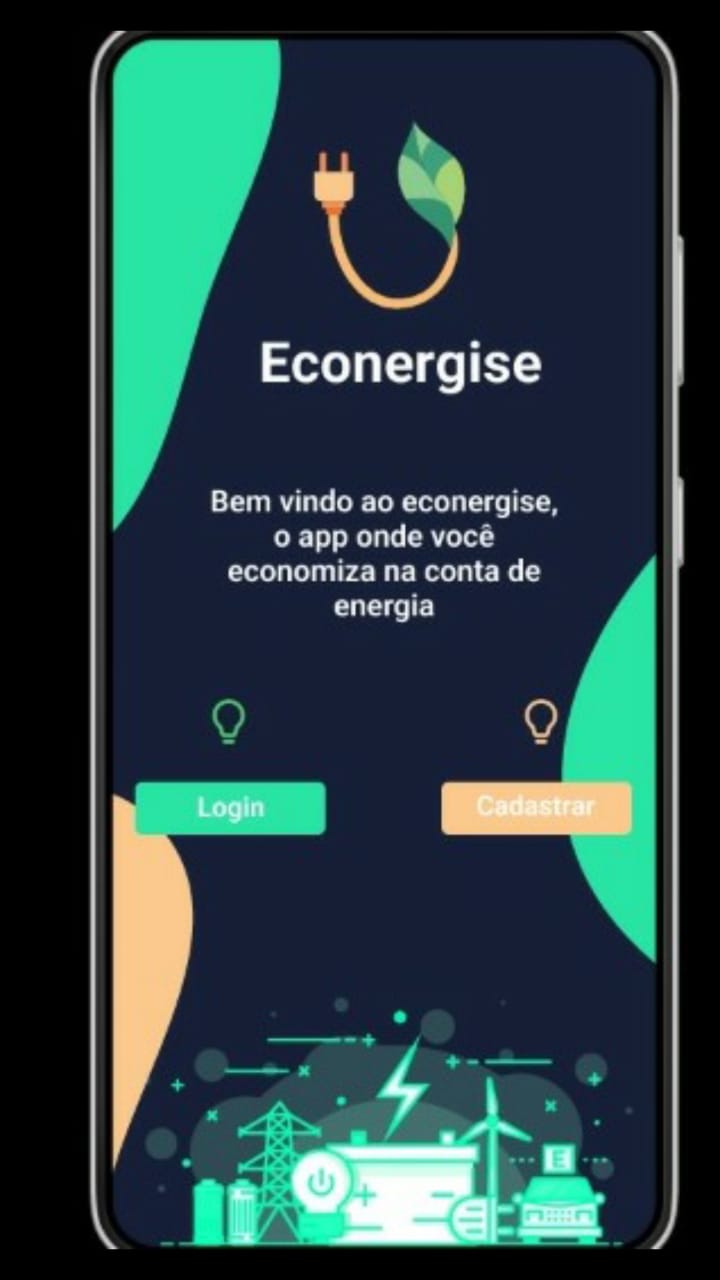 Econergise
Bem vindo ao econergise,
o app onde você
economiza na conta de
energia
Login
Cadastrar
E